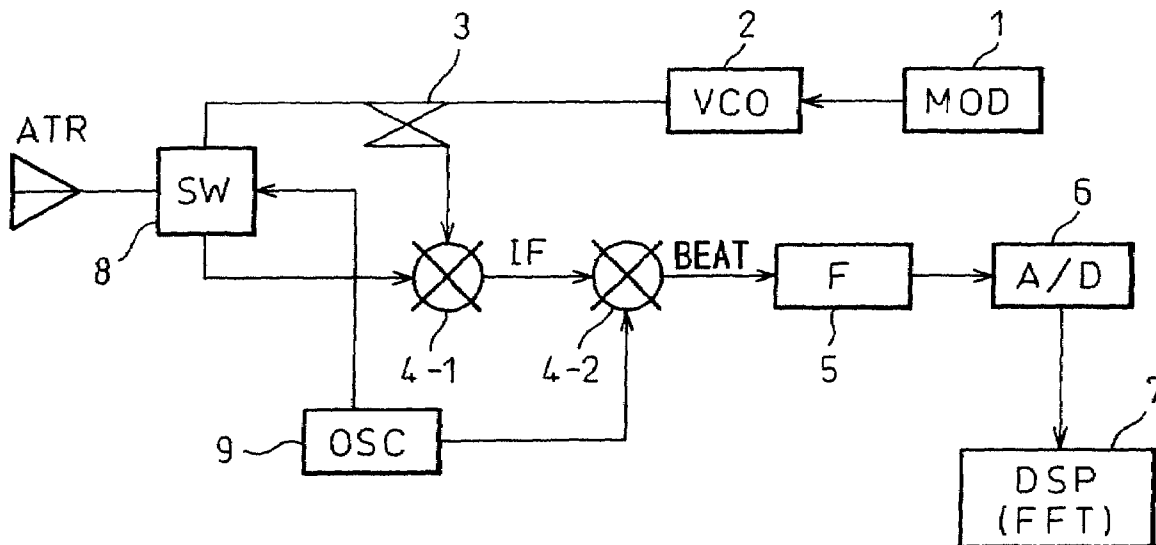 3
2
1
VCO
MOD
ATR
SW
8
IF
BEAT
6
F
A/D
4-1
4-2
5
7
9
OSC
DSP
(FFT)